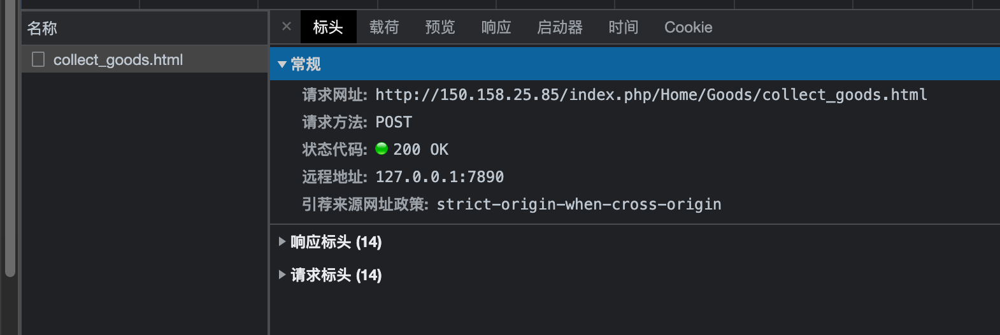 名称
× 标头 载荷 预览 响应 启动器 时间 Cookie
collect_goods.html
常规
请求网址: http://150.158.25.85/index.php/Home/Goods/collect_goods.html
请求方法: POST
状态代码: 200 OK
远程地址: 127.0.0.1:7890
引荐来源网址政策: strict-origin-when-cross-origin
响应标头 (14)
请求标头 (14)